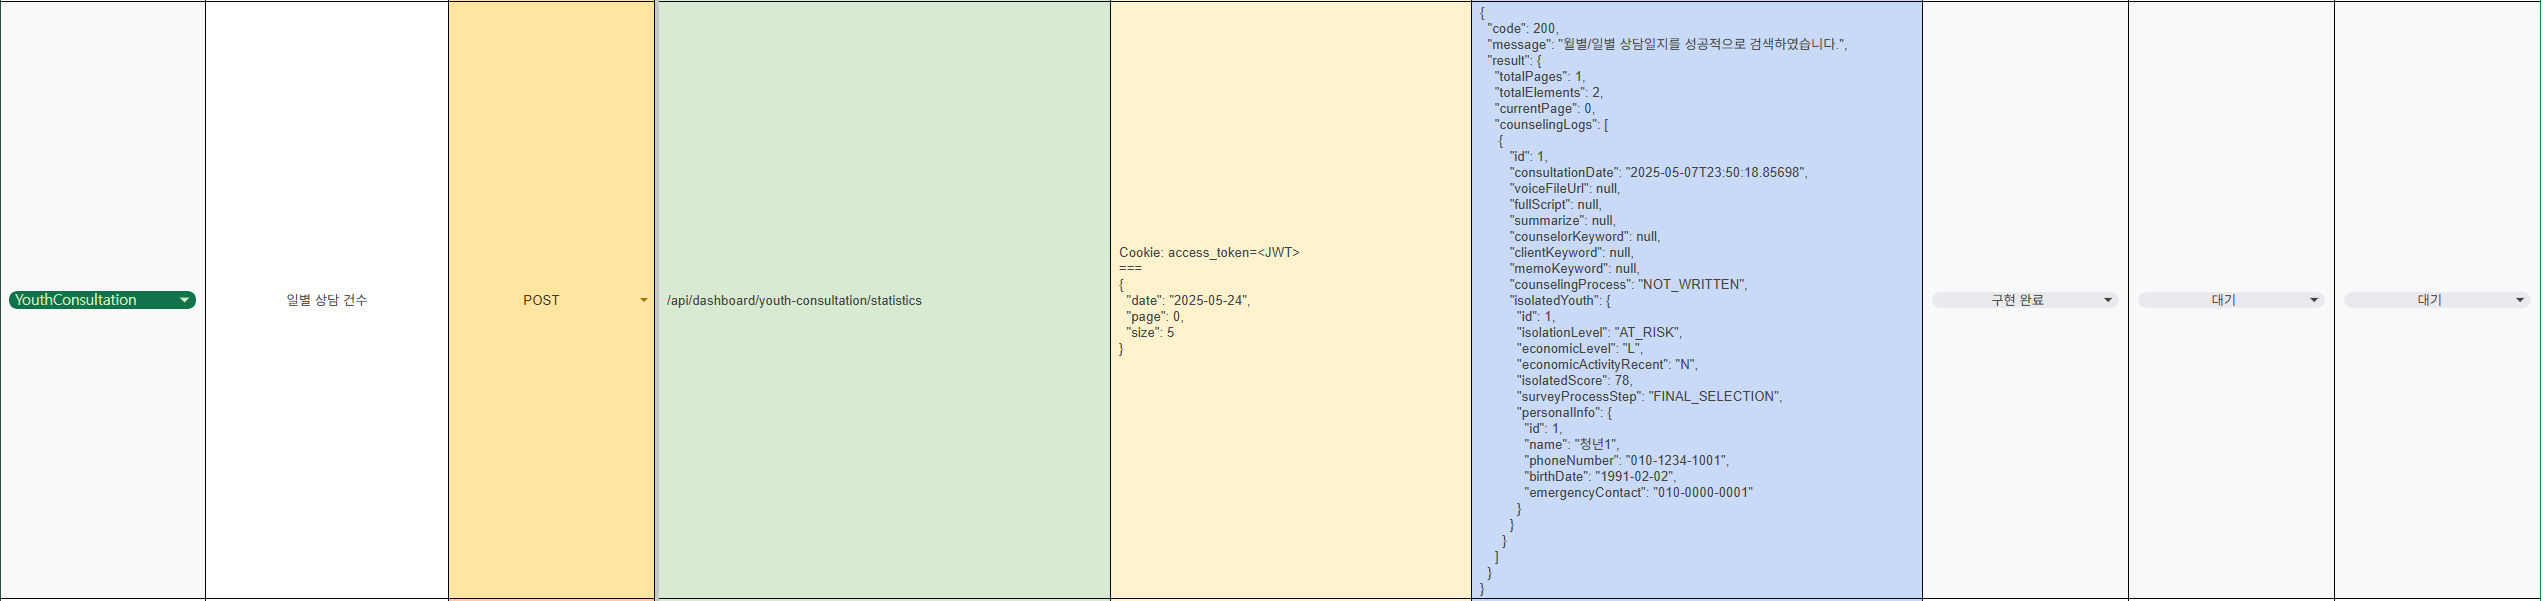 YouthConsultation
일별 상담 건수
POST
/api/dashboard/youth-consultation/statistics
Cookie: access_token=<JWT>
===
{
"date": "2025-05-24",
"page": 0,
"size": 5
}
{
"code": 200,
"message": "월별/일별 상담일지를 성공적으로 검색하였습니다.",
"result": {
"totalPages": 1,
"totalElements": 2,
"currentPage": 0,
"counselingLogs": [
{
"id": 1,
"consultationDate": "2025-05-07T23:50:18.85698",
"voiceFileUrl": null,
"fullScript": null,
"summarize": null,
"counselorKeyword": null,
"clientKeyword": null,
"memoKeyword": null,
"counselingProcess": "NOT_WRITTEN",
"isolatedYouth": {
"id": 1,
"isolationLevel": "AT_RISK",
"economicLevel": "L",
"economicActivityRecent": "N",
"isolatedScore": 78,
"surveyProcessStep": "FINAL_SELECTION",
"personalInfo": {
"id": 1,
"name": "청년1",
"phoneNumber": "010-1234-1001",
"birthDate": "1991-02-02",
"emergencyContact": "010-0000-0001"
}
}
}
]
}
}
구현 완료
대기
대기